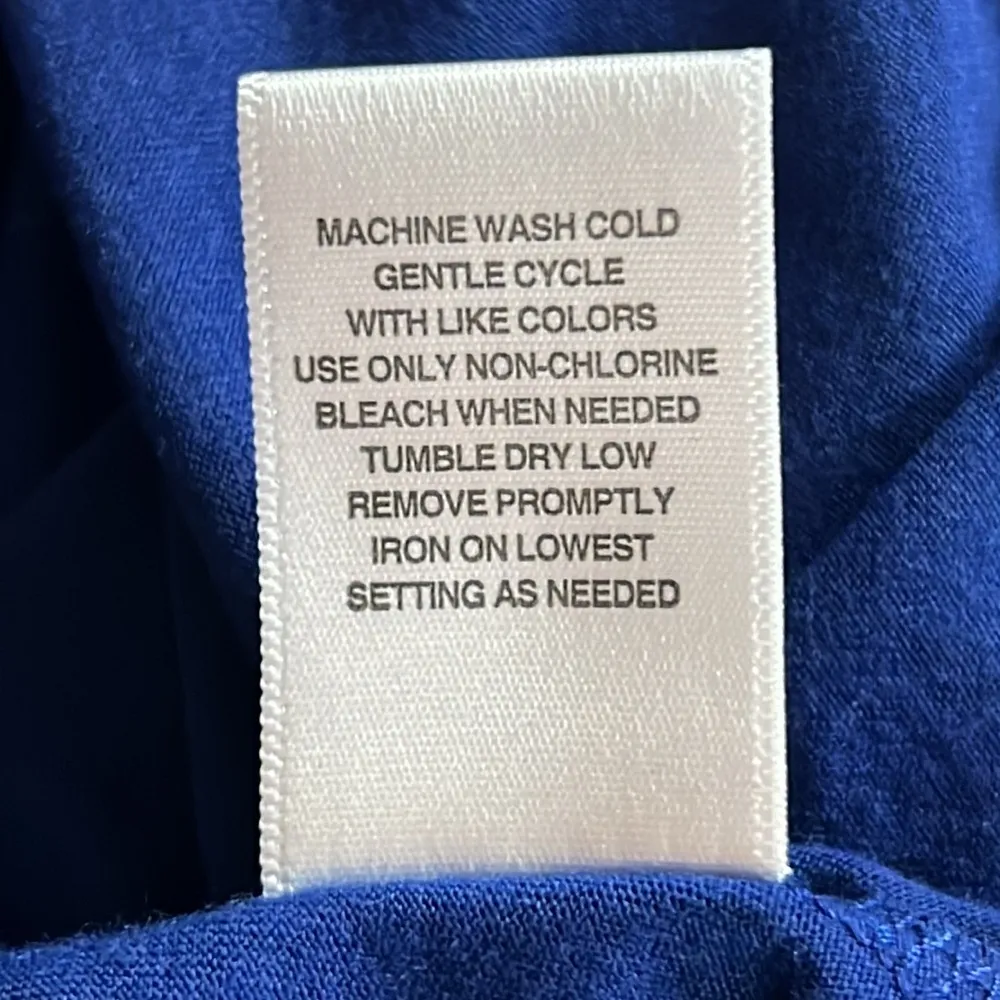 MACHINE WASH COLD
GENTLE CYCLE
WITH LIKE COLORS
USE ONLY NON-CHLORINE
BLEACH WHEN NEEDED
TUMBLE DRY LOW
REMOVE PROMPTLY
IRON ON LOWEST
SETTING AS NEEDED